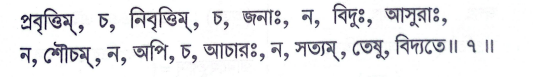 প্রবৃত্তিম্, চ, নিবৃত্তিম্, চ, জনাঃ, ন, বিদুঃ, আসুরাঃ,
ন, শৌচম্, ন, অপি, চ, আচারঃ, ন, সত্যম্, তেষু, বিদ্যতে॥ ৭ ॥